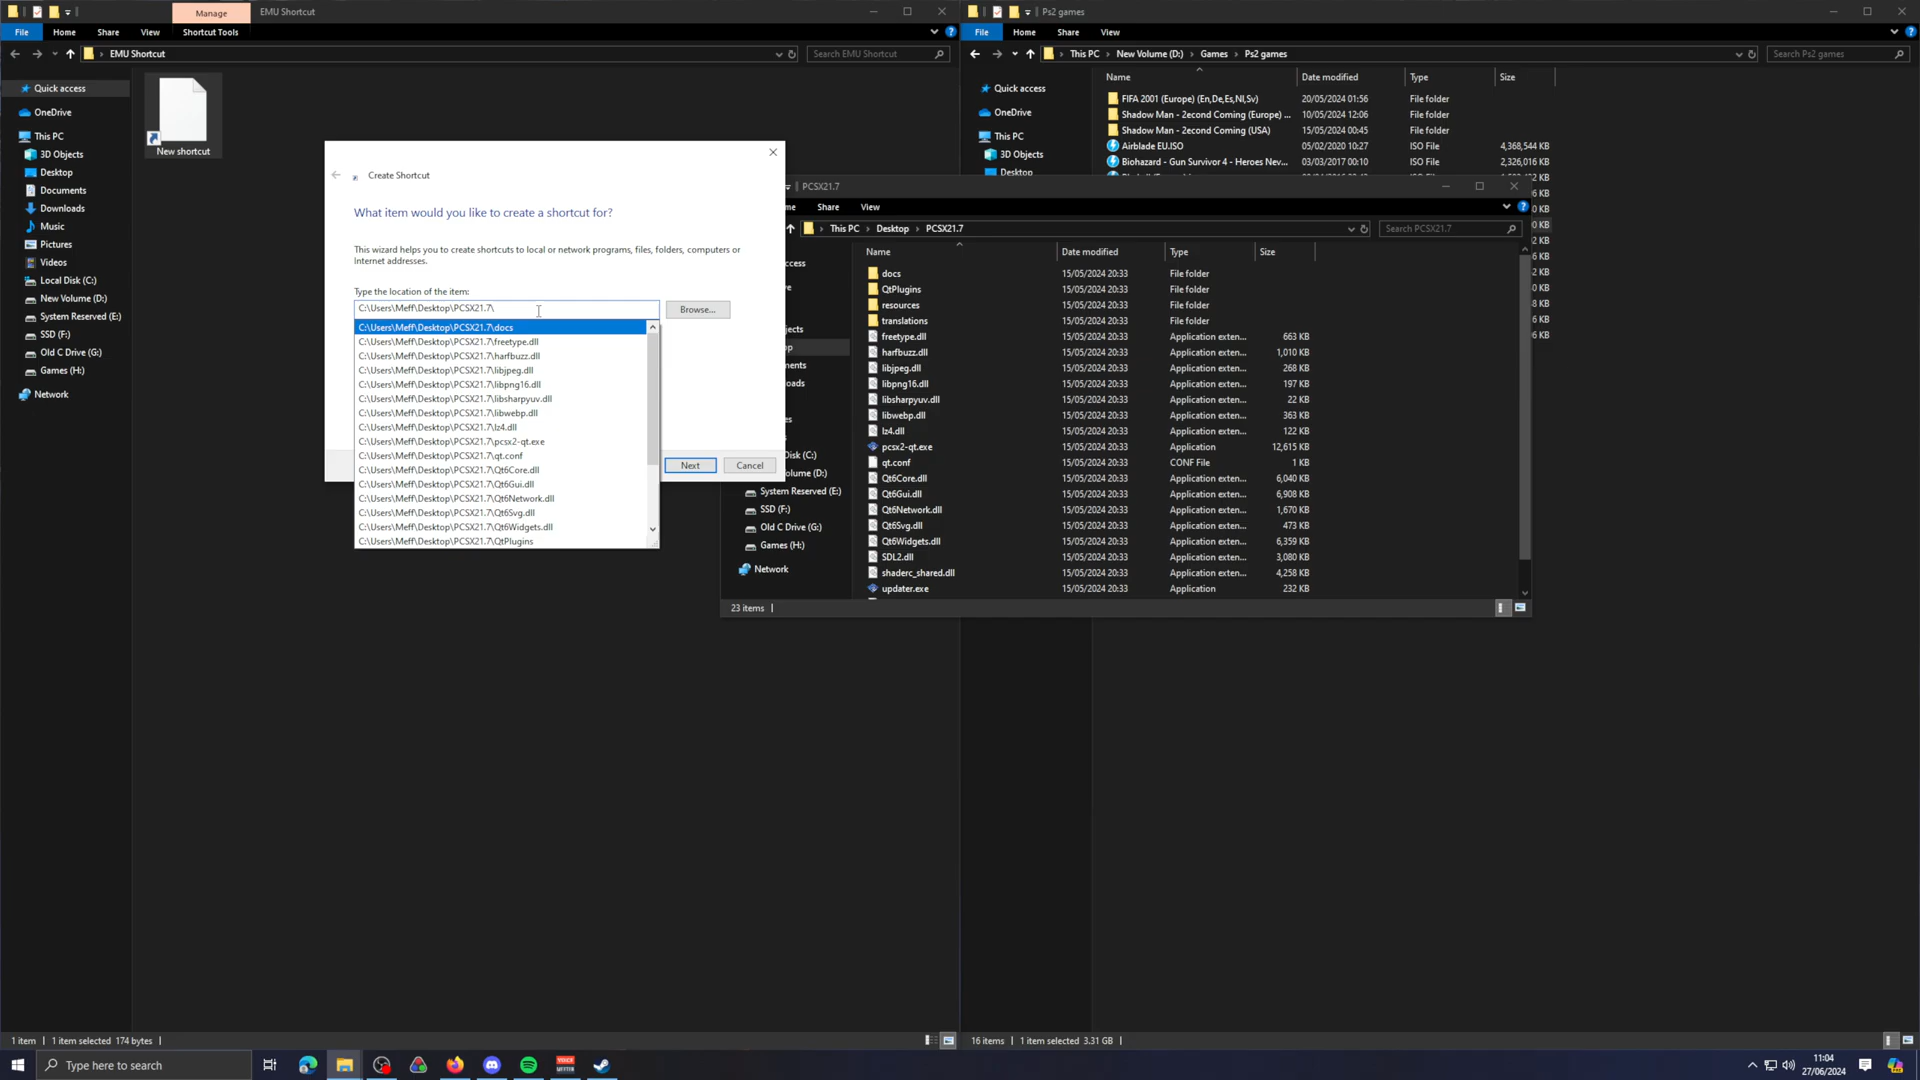 Manage
EMU Shortcut
File
Home
Share
View
Shortcut Tools
EMU Shortcut
Search EMU Shortcut
Quick access
OneDrive
This PC
3D Objects
Desktop
Documents
Downloads
Music
Pictures
Videos
Local Disk (C:)
New Volume (D:)
System Reserved (E:)
SSD (F:)
Old C Drive (G:)
Games (H:)
Network
New shortcut
1 item
1 item selected 174 bytes
Create Shortcut
What item would you like to create a shortcut for?
This wizard helps you to create shortcuts to local or network programs, files, folders, computers or
Internet addresses.
Type the location of the item:
C:\Users\Meff\Desktop\PCSX21.7\
Browse...
C:\Users\Meff\Desktop\PCSX21.7\docs
C:\Users\Meff\Desktop\PCSX21.7\freetype.dll
C:\Users\Meff\Desktop\PCSX21.7\harfbuzz.dll
C:\Users\Meff\Desktop\PCSX21.7\libjpeg.dll
C:\Users\Meff\Desktop\PCSX21.7\libpng16.dll
C:\Users\Meff\Desktop\PCSX21.7\libsharpyuv.dll
C:\Users\Meff\Desktop\PCSX21.7\libwebp.dll
C:\Users\Meff\Desktop\PCSX21.7\lz4.dll
C:\Users\Meff\Desktop\PCSX21.7\pcsx2-qt.exe
C:\Users\Meff\Desktop\PCSX21.7\qt.conf
C:\Users\Meff\Desktop\PCSX21.7\Qt6Core.dll
C:\Users\Meff\Desktop\PCSX21.7\Qt6Gui.dll
C:\Users\Meff\Desktop\PCSX21.7\Qt6Network.dll
C:\Users\Meff\Desktop\PCSX21.7\Qt6Svg.dll
C:\Users\Meff\Desktop\PCSX21.7\Qt6Widgets.dll
C:\Users\Meff\Desktop\PCSX21.7\QtPlugins
Next
Cancel
Ps2 games
File
Home
Share
View
This PC
New Volume (D:)
Games
Ps2 games
Search Ps2 games
Quick access
OneDrive
This PC
3D Objects
Desktop
Name Date modified Type Size
FIFA 2001 (Europe) (En,De,Es,Nl,Sv) 20/05/2024 01:56 File folder
Shadow Man - 2econd Coming (Europe) ... 10/05/2024 12:06 File folder
Shadow Man - 2econd Coming (USA) 15/05/2024 00:45 File folder
Airblade EU.ISO 05/02/2020 10:27 ISO File 4,368,544 KB
Biohazard - Gun Survivor 4 - Heroes Nev... 03/03/2017 00:10 ISO File 2,326,016 KB
6 KB
0 KB
0 KB
2 KB
6 KB
2 KB
8 KB
6 KB
6 KB
PCSX21.7
me
Share
View
This PC
Desktop
PCSX21.7
Search PCSX21.7
ccess
ve
jects
p
ments
oads
es
Disk (C:)
olume (D:)
System Reserved (E:)
SSD (F:)
Old C Drive (G:)
Games (H:)
Network
Name Date modified Type Size
docs 15/05/2024 20:33 File folder
QtPlugins 15/05/2024 20:33 File folder
resources 15/05/2024 20:33 File folder
translations 15/05/2024 20:33 File folder
freetype.dll 15/05/2024 20:33 Application exten... 663 KB
harfbuzz.dll 15/05/2024 20:33 Application exten... 1,010 KB
libjpeg.dll 15/05/2024 20:33 Application exten... 268 KB
libpng16.dll 15/05/2024 20:33 Application exten... 197 KB
libsharpyuv.dll 15/05/2024 20:33 Application exten... 22 KB
libwebp.dll 15/05/2024 20:33 Application exten... 363 KB
lz4.dll 15/05/2024 20:33 Application exten... 122 KB
pcsx2-qt.exe 15/05/2024 20:33 Application 12,615 KB
qt.conf 15/05/2024 20:33 CONF File 1 KB
Qt6Core.dll 15/05/2024 20:33 Application exten... 6,040 KB
Qt6Gui.dll 15/05/2024 20:33 Application exten... 6,908 KB
Qt6Network.dll 15/05/2024 20:33 Application exten... 1,670 KB
Qt6Svg.dll 15/05/2024 20:33 Application exten... 473 KB
Qt6Widgets.dll 15/05/2024 20:33 Application exten... 6,359 KB
SDL2.dll 15/05/2024 20:33 Application exten... 3,080 KB
shaderc_shared.dll 15/05/2024 20:33 Application exten... 4,258 KB
updater.exe 15/05/2024 20:33 Application 232 KB
23 items
16 items
1 item selected 3.31 GB
Type here to search
11:04
27/06/2024